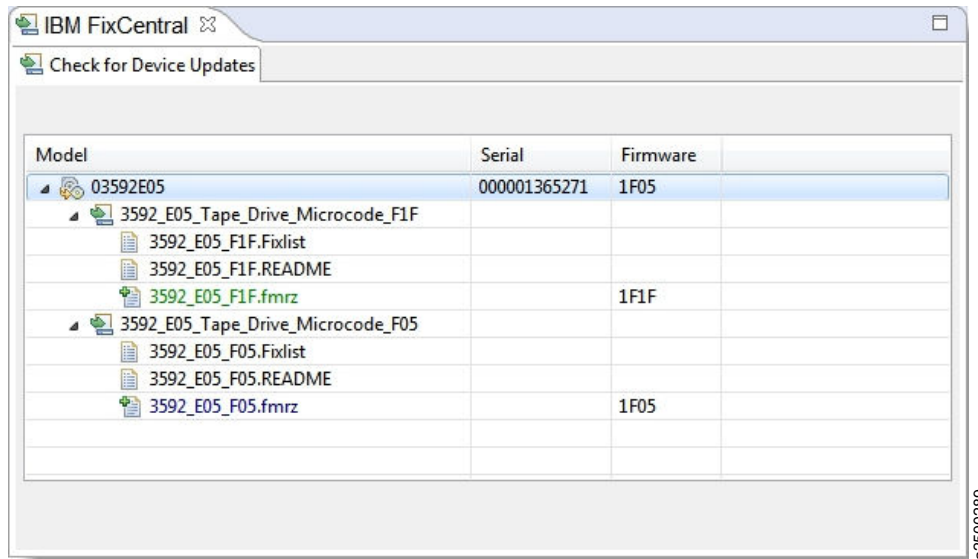 IBM FixCentral
Check for Device Updates
Model Serial Firmware
03592E05 000001365271 1F05
3592_E05_Tape_Drive_Microcode_F1F
3592_E05_F1F.Fixlist
3592_E05_F1F.README
3592_E05_F1F.fmrz 1F1F
3592_E05_Tape_Drive_Microcode_F05
3592_E05_F05.Fixlist
3592_E05_F05.README
3592_E05_F05.fmrz 1F05